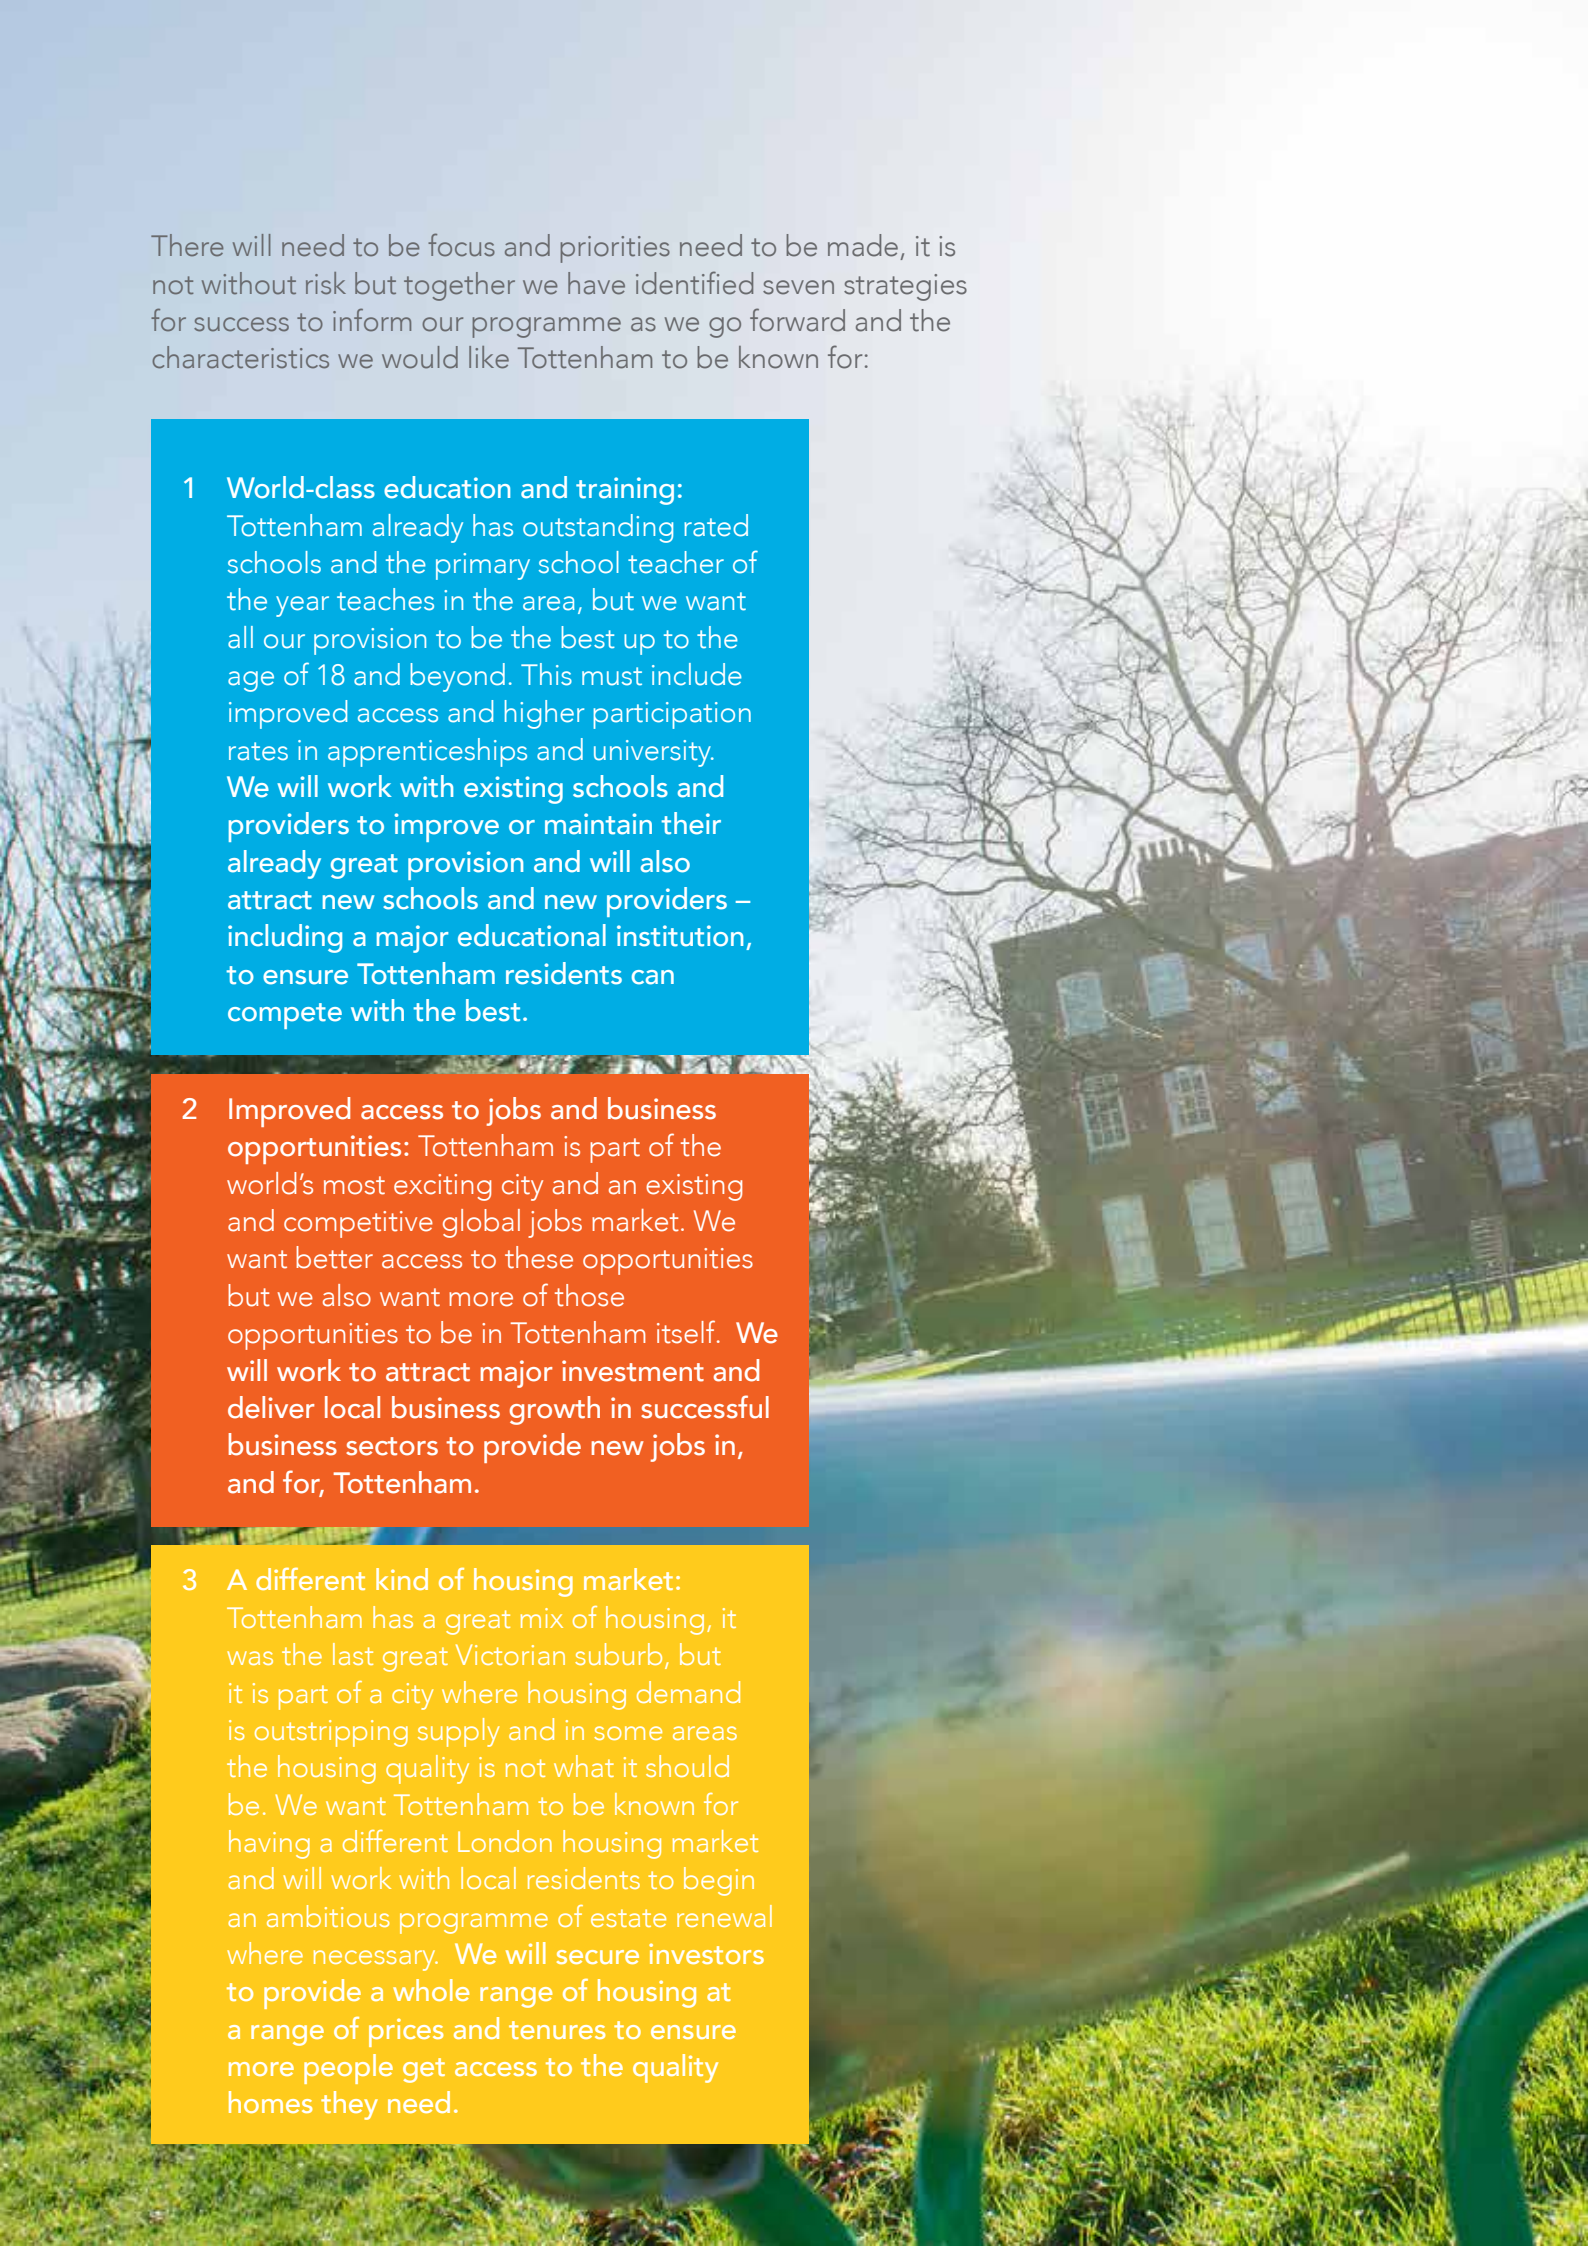 There will need to be focus and priorities need to be made, it is
not without risk but together we have identified seven strategies
for success to inform our programme as we go forward and the
characteristics we would like Tottenham to be known for:
1 World-class education and training:
Tottenham already has outstanding rated
schools and the primary school teacher of
the year teaches in the area, but we want
all our provision to be the best up to the
age of 18 and beyond. This must include
improved access and higher participation
rates in apprenticeships and university.
We will work with existing schools and
providers to improve or maintain their
already great provision and will also
attract new schools and new providers –
including a major educational institution,
to ensure Tottenham residents can
compete with the best.
2 Improved access to jobs and business
opportunities: Tottenham is part of the
world’s most exciting city and an existing
and competitive global jobs market. We
want better access to these opportunities
but we also want more of those
opportunities to be in Tottenham itself. We
will work to attract major investment and
deliver local business growth in successful
business sectors to provide new jobs in,
and for, Tottenham.
3 A different kind of housing market:
Tottenham has a great mix of housing, it
was the last great Victorian suburb, but
it is part of a city where housing demand
is outstripping supply and in some areas
the housing quality is not what it should
be. We want Tottenham to be known for
having a different London housing market
and will work with local residents to begin
an ambitious programme of estate renewal
where necessary. We will secure investors
to provide a whole range of housing at
a range of prices and tenures to ensure
more people get access to the quality
homes they need.